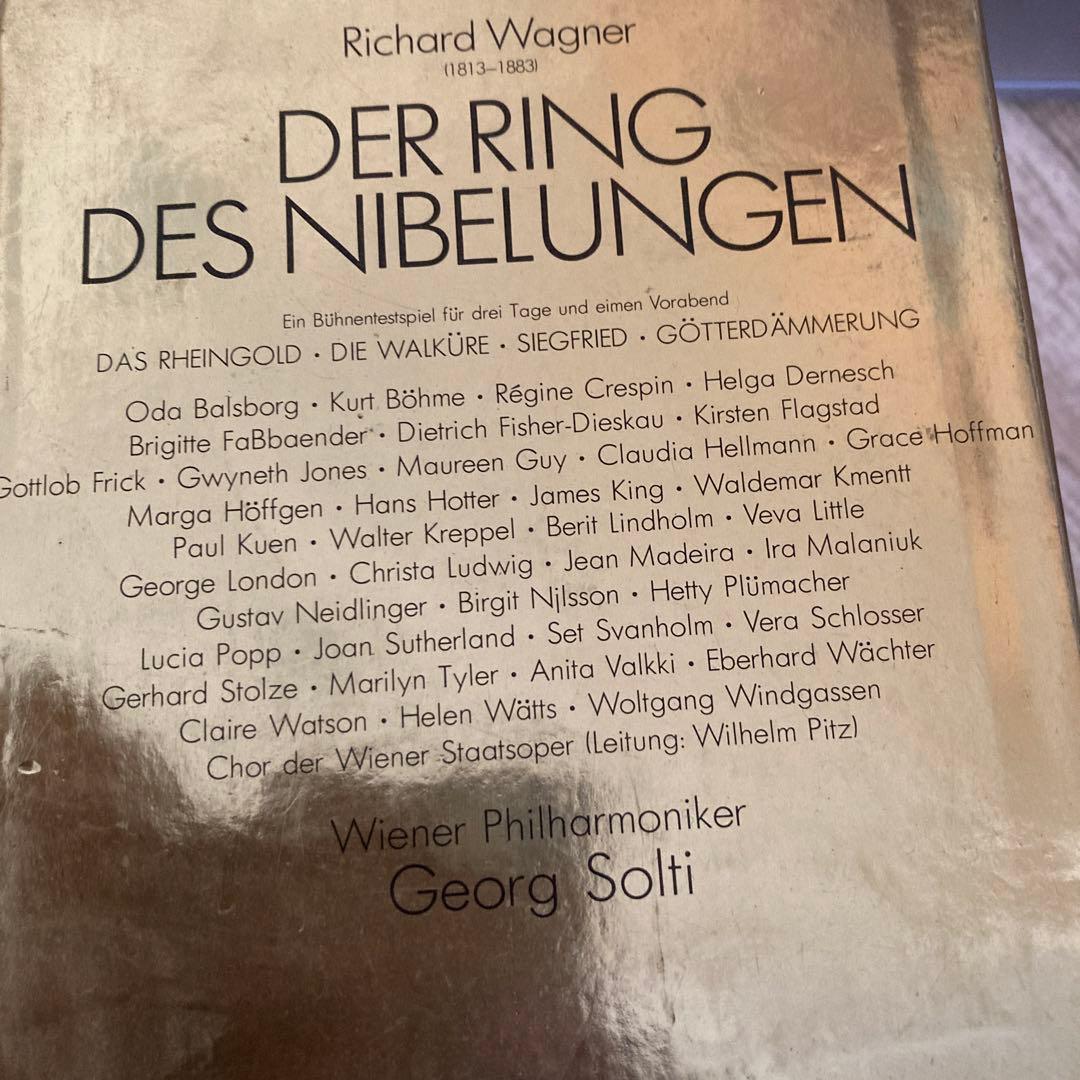 Richard Wagner
(1813–1883)
DER RING
DES NIBELUNGEN
Ein Bühnentestspiel für drei Tage und eimen Vorabend
DAS RHEINGOLD · DIE WALKÜRE · SIEGFRIED · GÖTTERDÄMMERUNG
Oda Balsborg · Kurt Böhme · Régine Crespin · Helga Dernesch
Brigitte FaBbaender · Dietrich Fisher-Dieskau · Kirsten Flagstad
Gottlob Frick · Gwyneth Jones · Maureen Guy · Claudia Hellmann · Grace Hoffman
Marga Höffgen · Hans Hotter · James King · Waldemar Kmentt
Paul Kuen · Walter Kreppel · Berit Lindholm · Veva Little
George London · Christa Ludwig · Jean Madeira · Ira Malaniuk
Gustav Neidlinger · Birgit Njlsson · Hetty Plümacher
Lucia Popp · Joan Sutherland · Set Svanholm · Vera Schlosser
Gerhard Stolze · Marilyn Tyler · Anita Valkki · Eberhard Wächter
Claire Watson · Helen Wätts · Woltgang Windgassen
Chor der Wiener Staatsoper (Leitung: Wilhelm Pitz)
Wiener Philharmoniker
Georg Solti